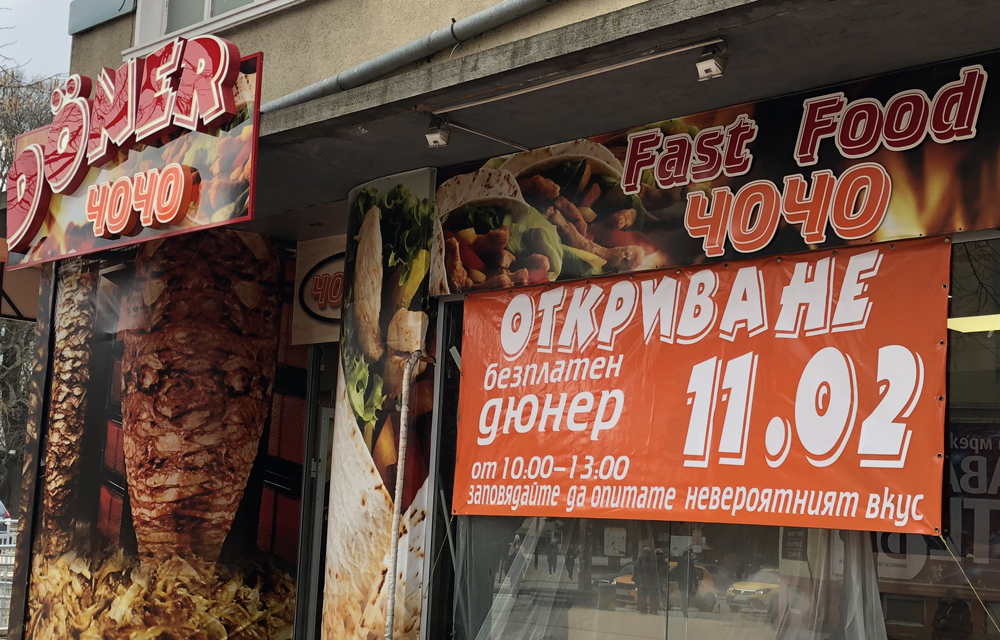 DÖNER
ЧОЧО
ЧО
Fast Food
ЧОЧО
ОТКРИВАНЕ
безплатен
дюнер
11.02
от 10:00–13:00
заповядайте да опитате невероятният вкус